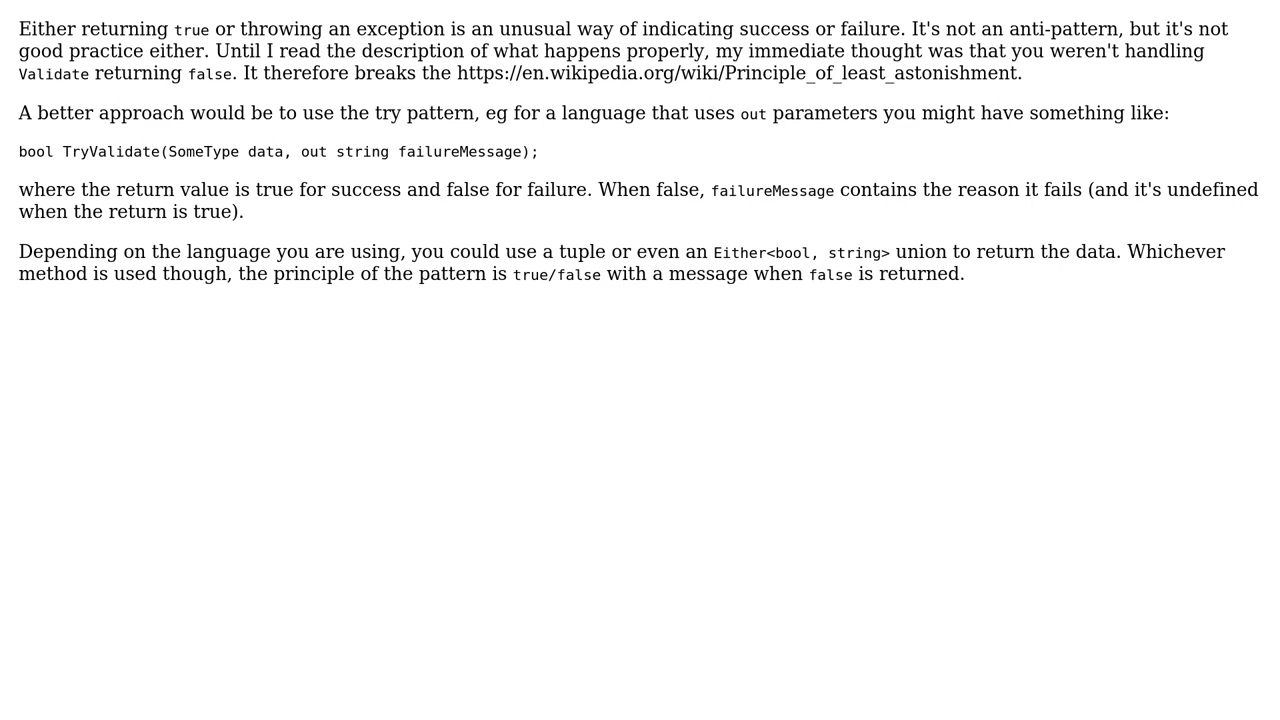 Either returning true or throwing an exception is an unusual way of indicating success or failure. It's not an anti-pattern, but it's not
good practice either. Until I read the description of what happens properly, my immediate thought was that you weren't handling
Validate returning false. It therefore breaks the https://en.wikipedia.org/wiki/Principle_of_least_astonishment.
A better approach would be to use the try pattern, eg for a language that uses out parameters you might have something like:
bool TryValidate(SomeType data, out string failureMessage);
where the return value is true for success and false for failure. When false, failureMessage contains the reason it fails (and it's undefined
when the return is true).
Depending on the language you are using, you could use a tuple or even an Either<bool, string> union to return the data. Whichever
method is used though, the principle of the pattern is true/false with a message when false is returned.